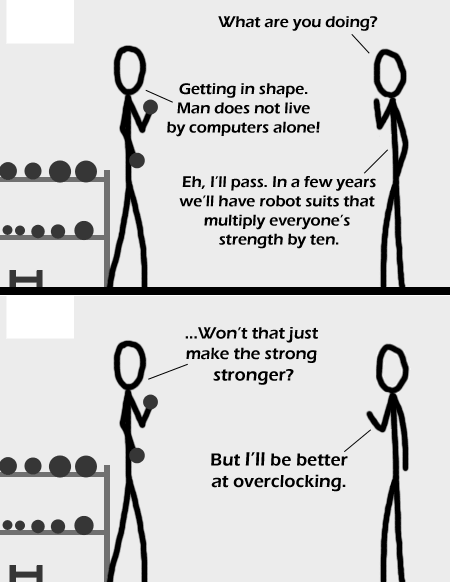 What are you doing?
Getting in shape.
Man does not live
by computers alone!
Eh, I'll pass. In a few years
we'll have robot suits that
multiply everyone's
strength by ten.
...Won't that just
make the strong
stronger?
But I'll be better
at overclocking.